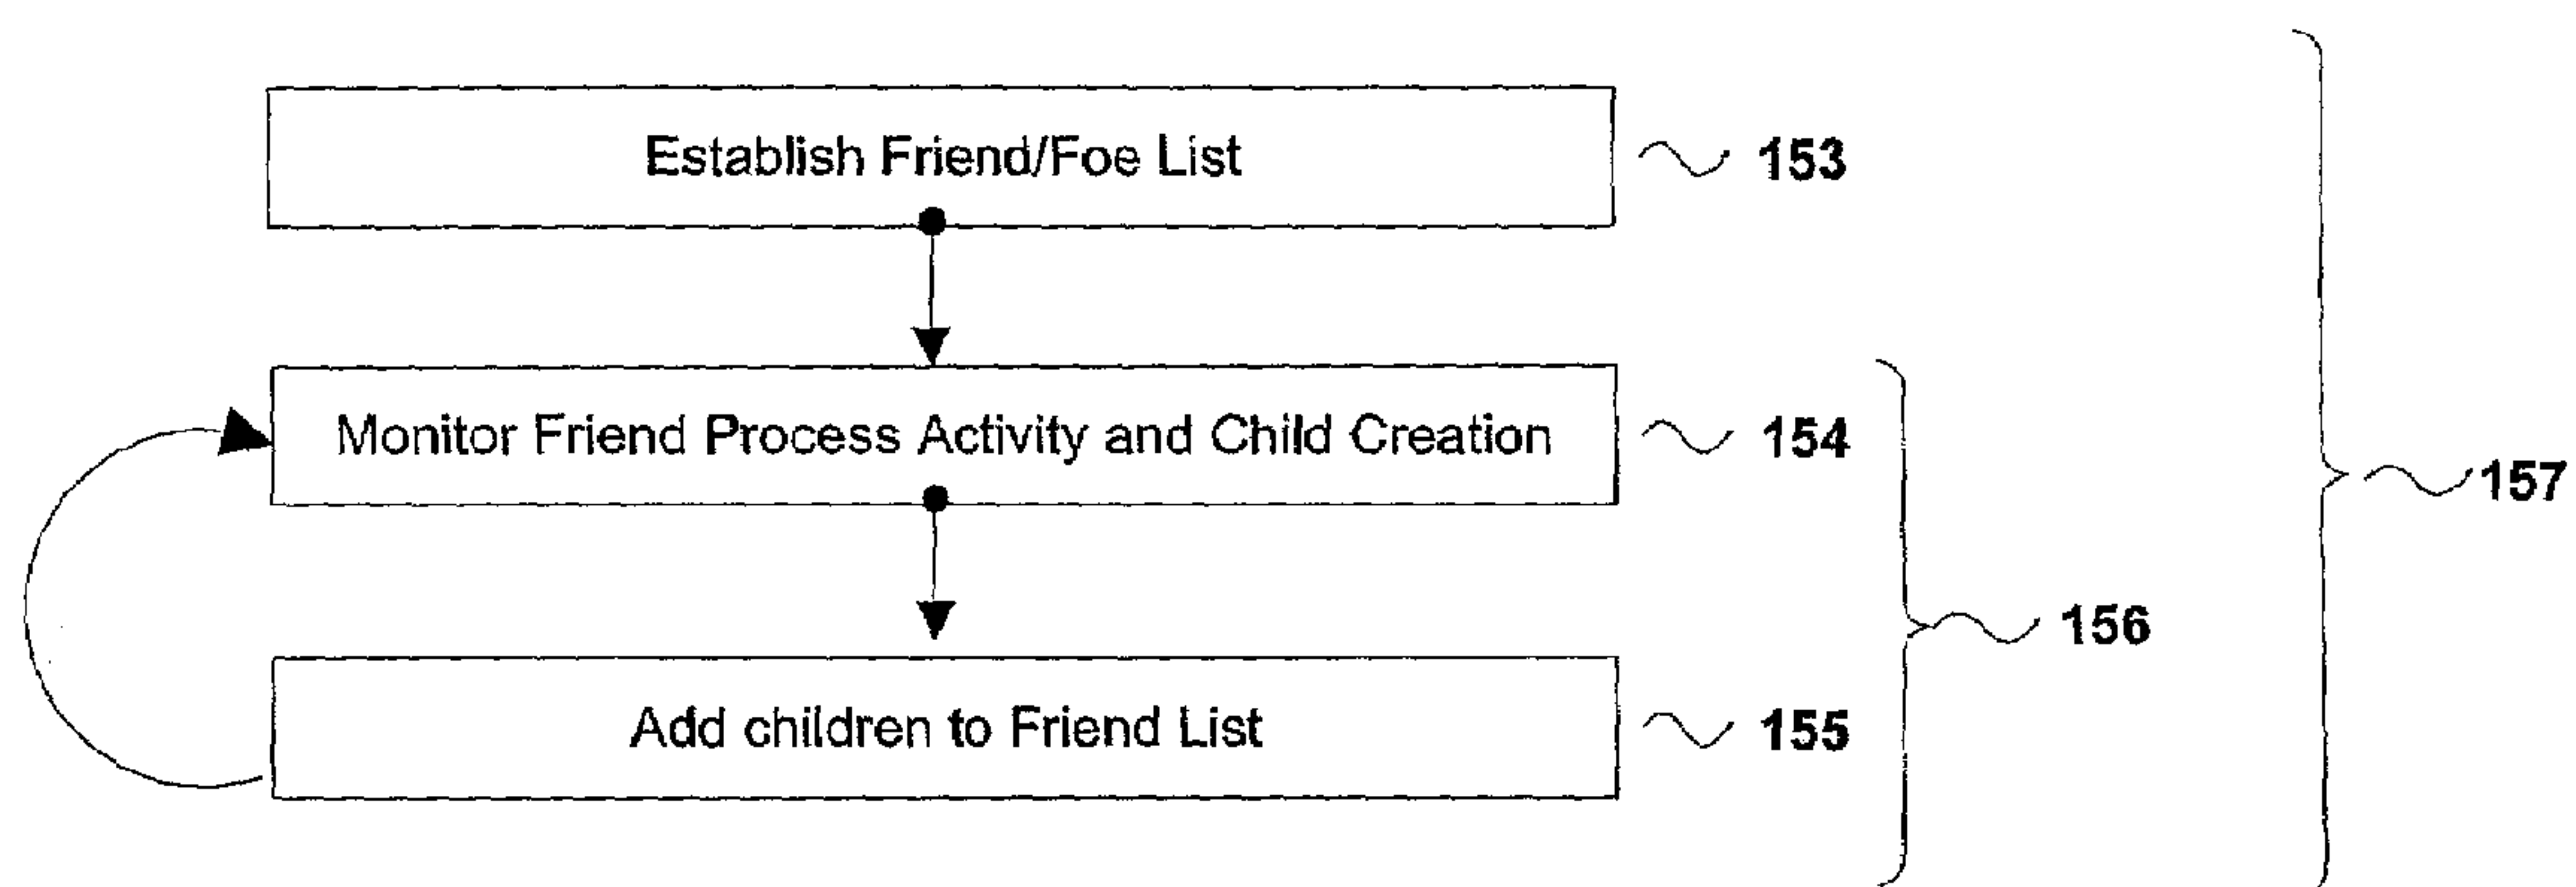 Establish Friend/Foe List
153
Monitor Friend Process Activity and Child Creation
154
157
156
Add children to Friend List
155